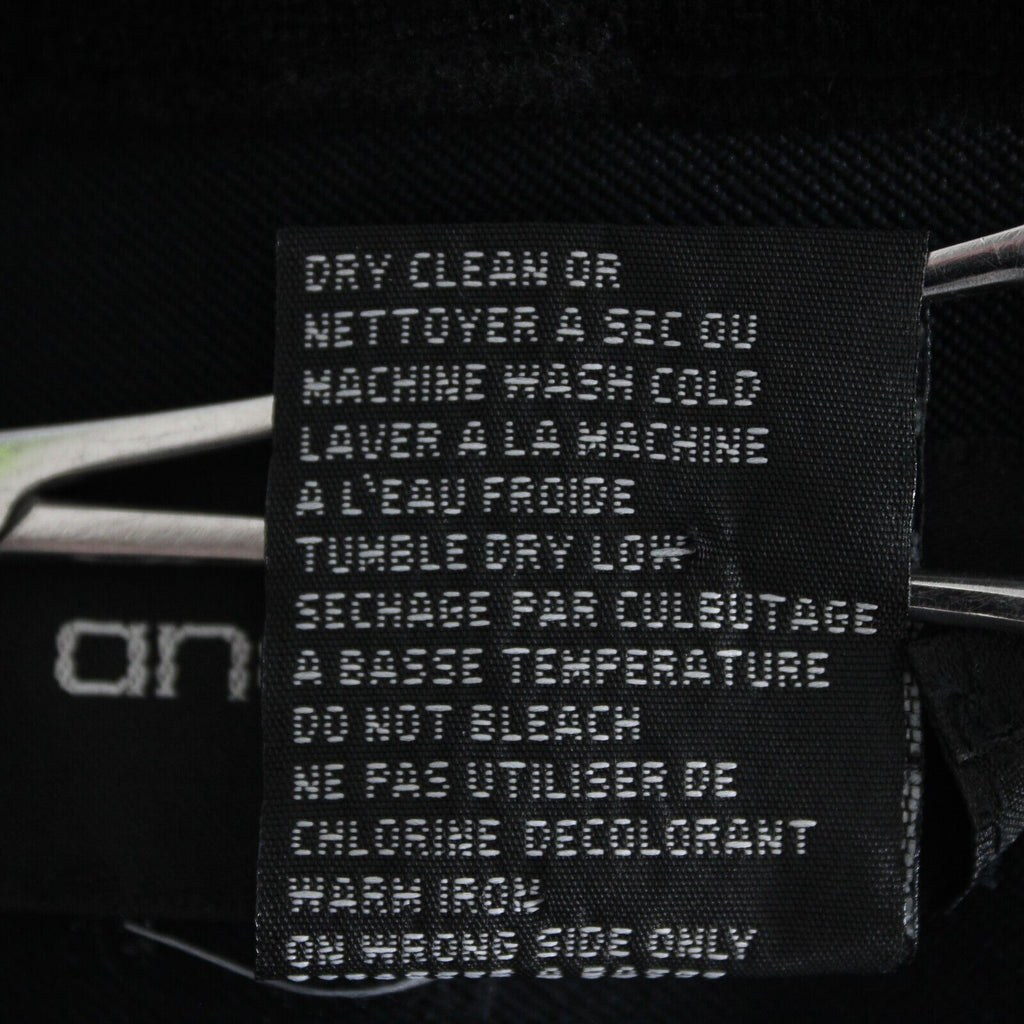 DRY CLEAN OR
NETTOYER A SEC OU
MACHINE WASH COLD
LAVER A LA MACHINE
A L'EAU FROIDE
TUMBLE DRY LOW
SECHAGE PAR CULBUTAGE
A BASSE TEMPERATURE
DO NOT BLEACH
NE PAS UTILISER DE
CHLORINE DECOLORANT
WARM IRON
ON WRONG SIDE ONLY
an